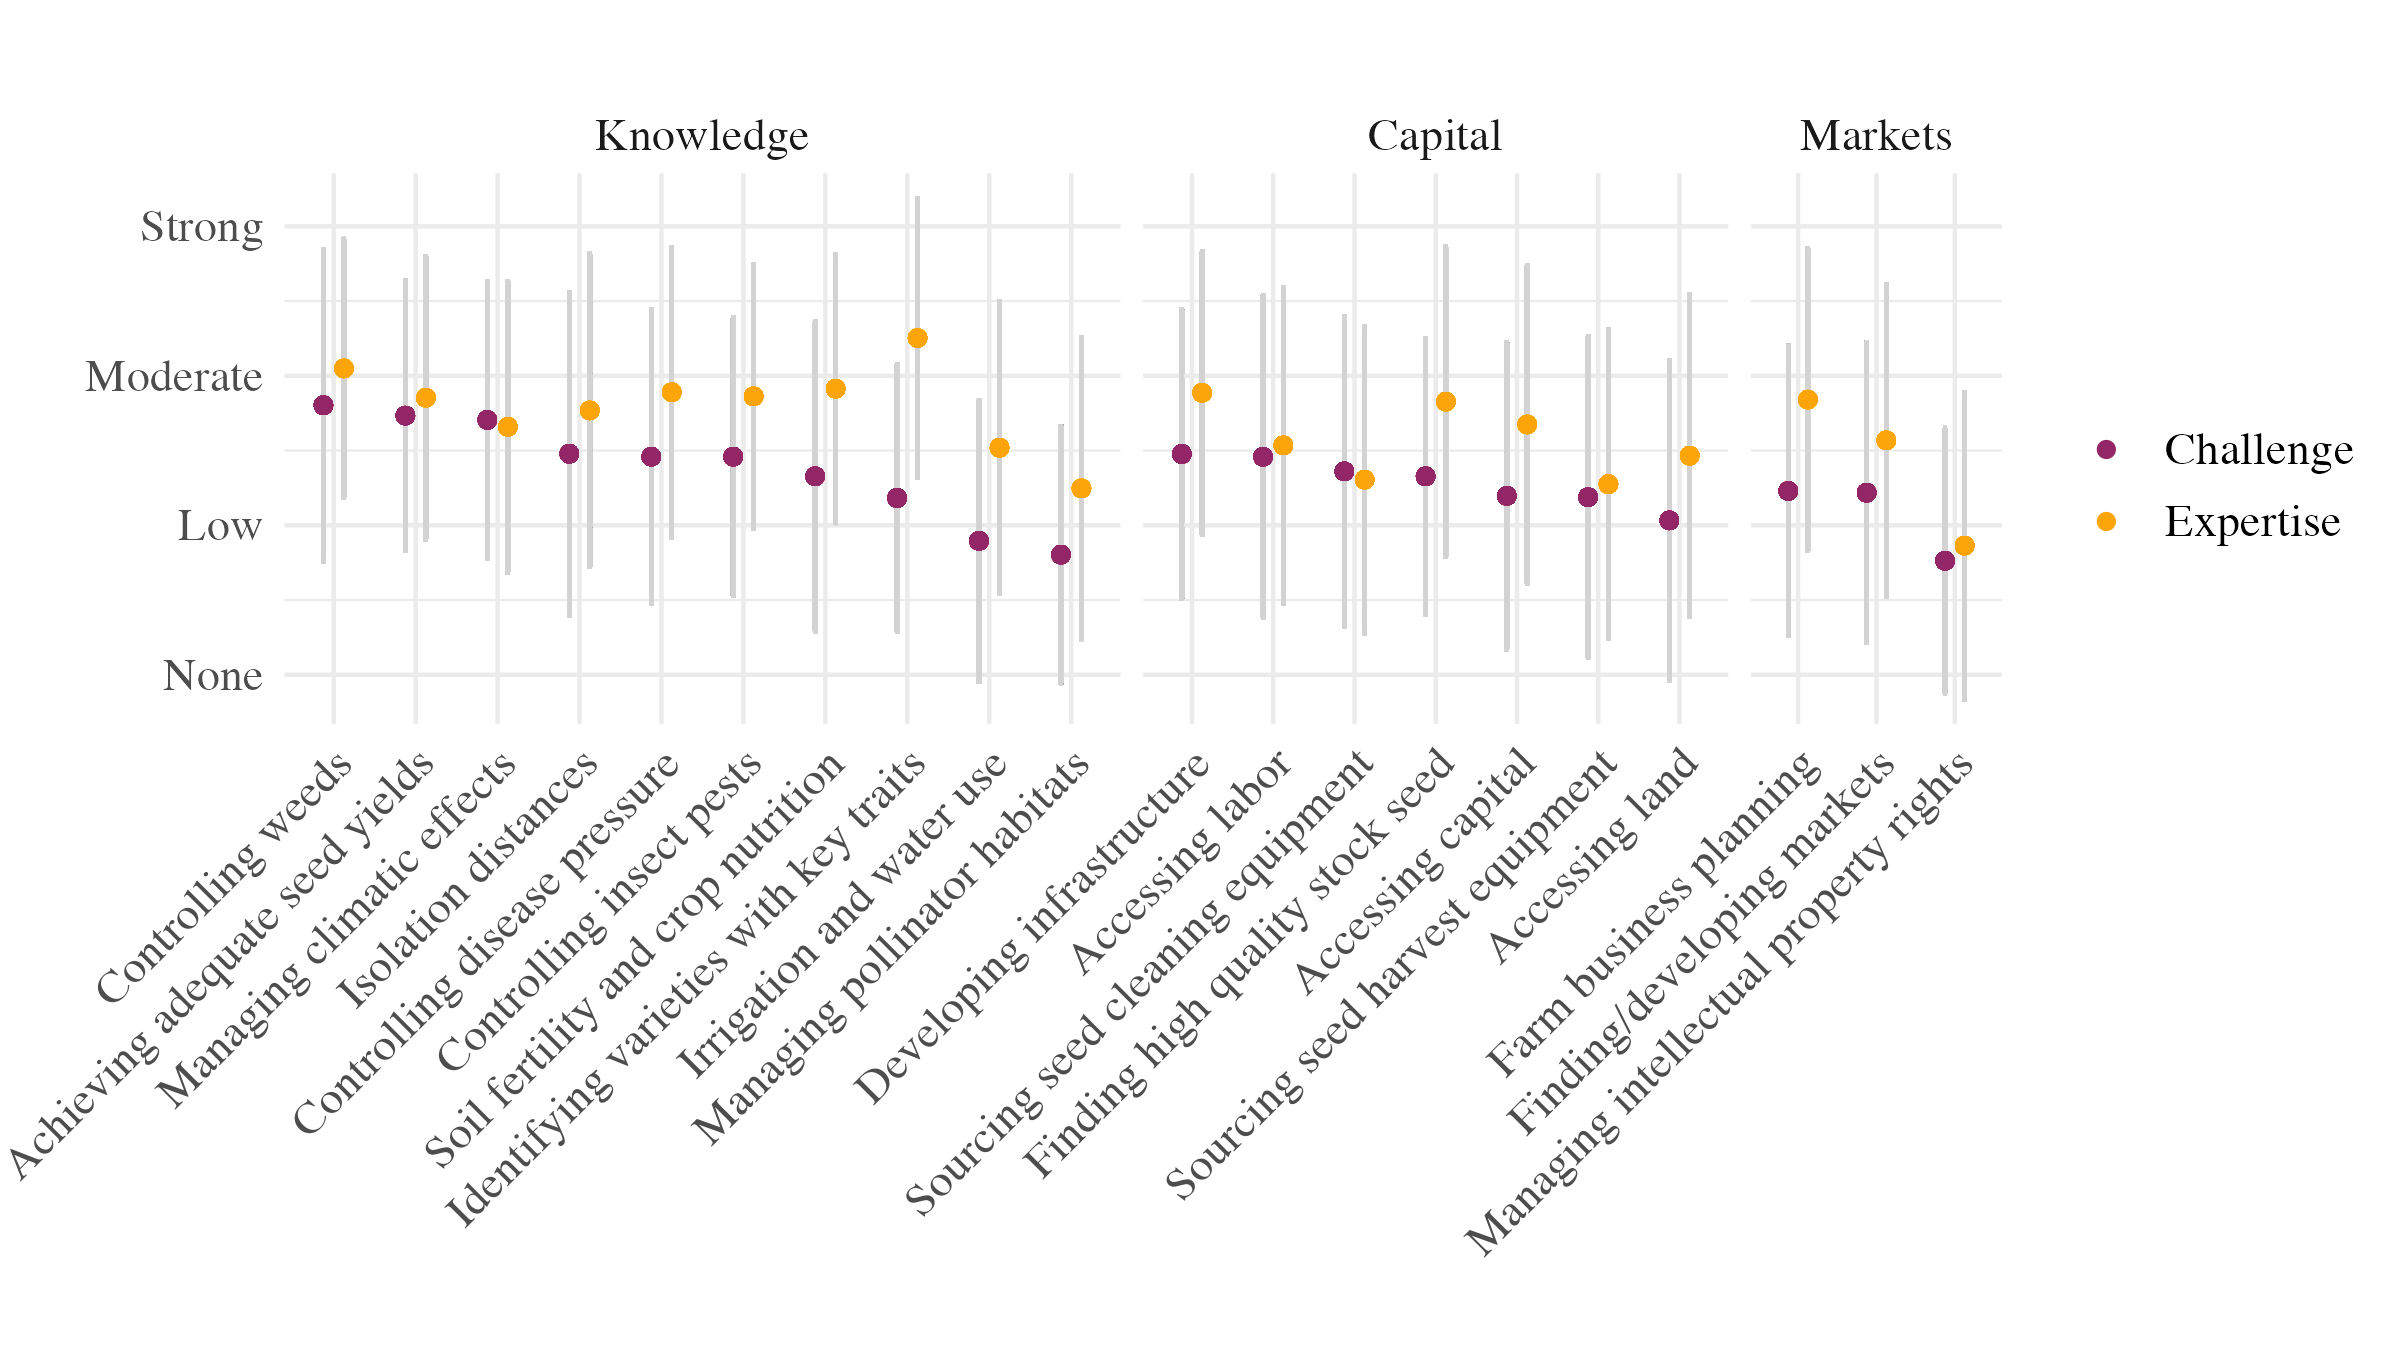 Knowledge
Capital
Markets
Strong
Moderate
Low
None
Challenge
Expertise
Controlling weeds
Achieving adequate seed yields
Managing climatic effects
Isolation distances
Controlling disease pressure
Controlling insect pests
Soil fertility and crop nutrition
Identifying varieties with key traits
Irrigation and water use
Managing pollinator habitats
Developing infrastructure
Accessing labor
Sourcing seed cleaning equipment
Finding high quality stock seed
Accessing capital
Sourcing seed harvest equipment
Accessing land
Farm business planning
Finding/developing markets
Managing intellectual property rights